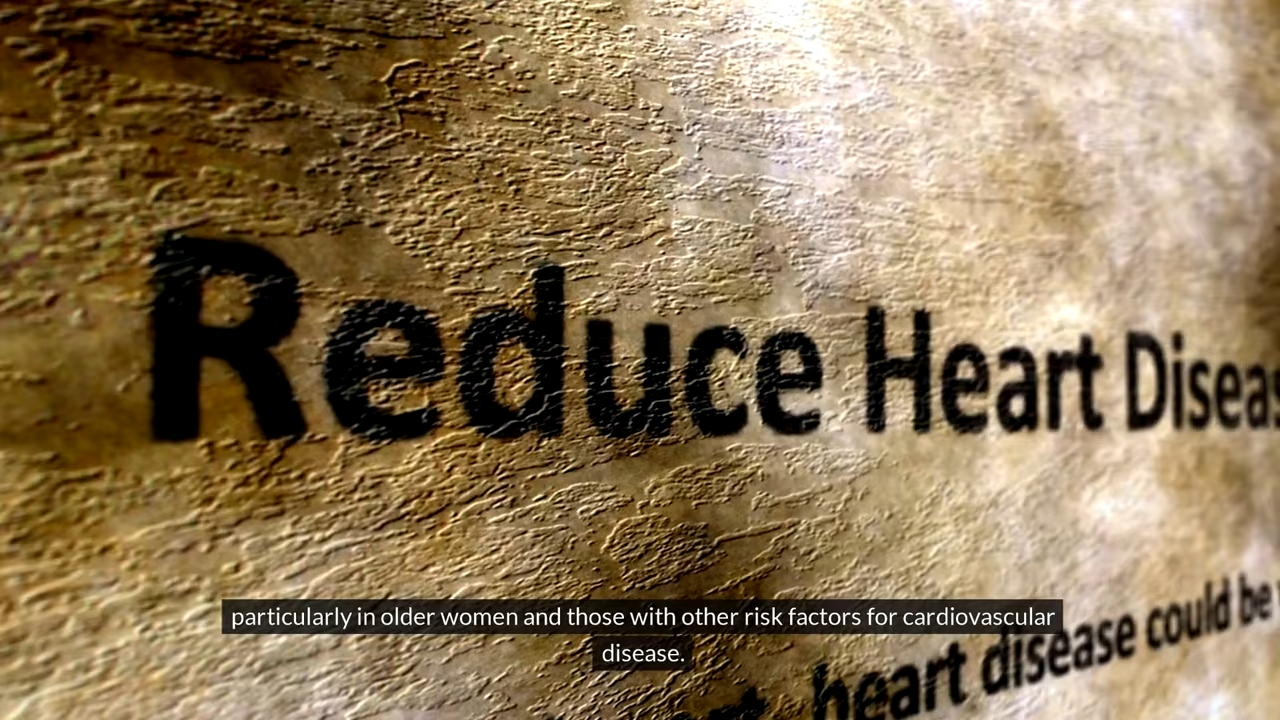 Reduce Heart Diseas
particularly in older women and those with other risk factors for cardiovascular
disease.
heart disease could be